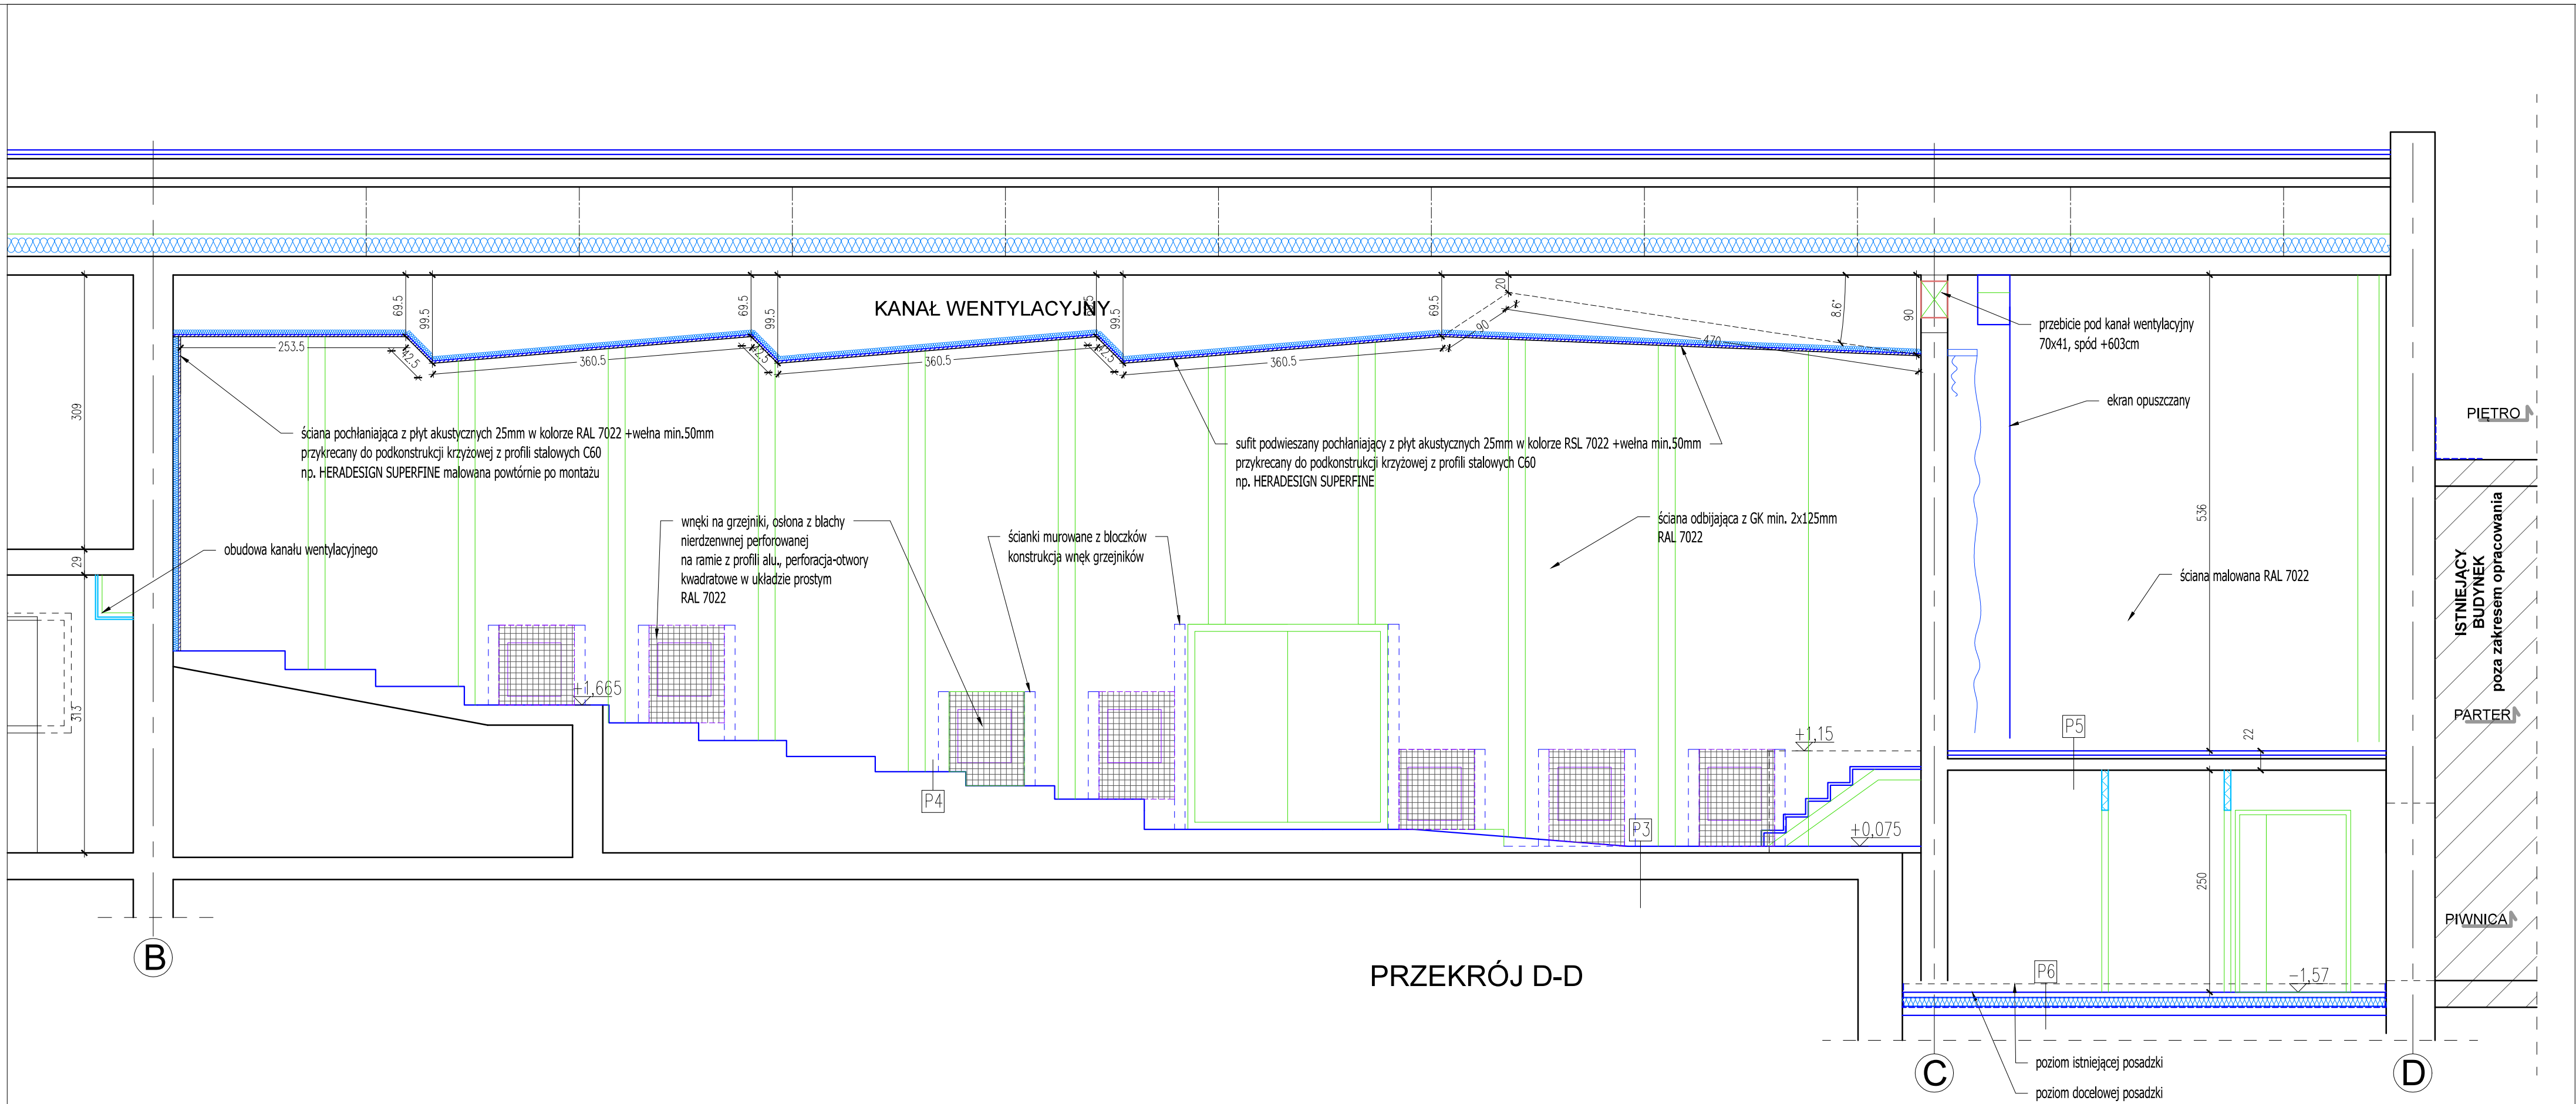 69.5
99.5
69.5
99.5
99.5
69.5
20
8.6°
90
KANAŁ WENTYLACYJNY
253.5
42.5
360.5
360.5
360.5
90
470
przebicie pod kanał wentylacyjny
70x41, spód +603cm
ekran opuszczany
PIĘTRO
309
ściana pochłaniająca z płyt akustycznych 25mm w kolorze RAL 7022 +wełna min.50mm
przykrecany do podkonstrukcji krzyżowej z profili stalowych C60
np. HERADESIGN SUPERFINE malowana powtórnie po montażu
sufit podwieszany pochłaniający z płyt akustycznych 25mm w kolorze RSL 7022 +wełna min.50mm
przykrecany do podkonstrukcji krzyżowej z profili stalowych C60
np. HERADESIGN SUPERFINE
29
obudowa kanału wentylacyjnego
wnęki na grzejniki, osłona z blachy
nierdzenwnej perforowanej
na ramie z profili alu., perforacja-otwory
kwadratowe w układzie prostym
RAL 7022
ścianki murowane z bloczków
konstrukcja wnęk grzejników
ściana odbijająca z GK min. 2x125mm
RAL 7022
536
ściana malowana RAL 7022
ISTNIEJĄCY
BUDYNEK
poza zakresem opracowania
313
+1,665
+1,15
P5
22
PARTER
P4
P3
+0,075
250
PIWNICA
B
PRZEKRÓJ D-D
P6
-1,57
poziom istniejącej posadzki
poziom docelowej posadzki
C
D